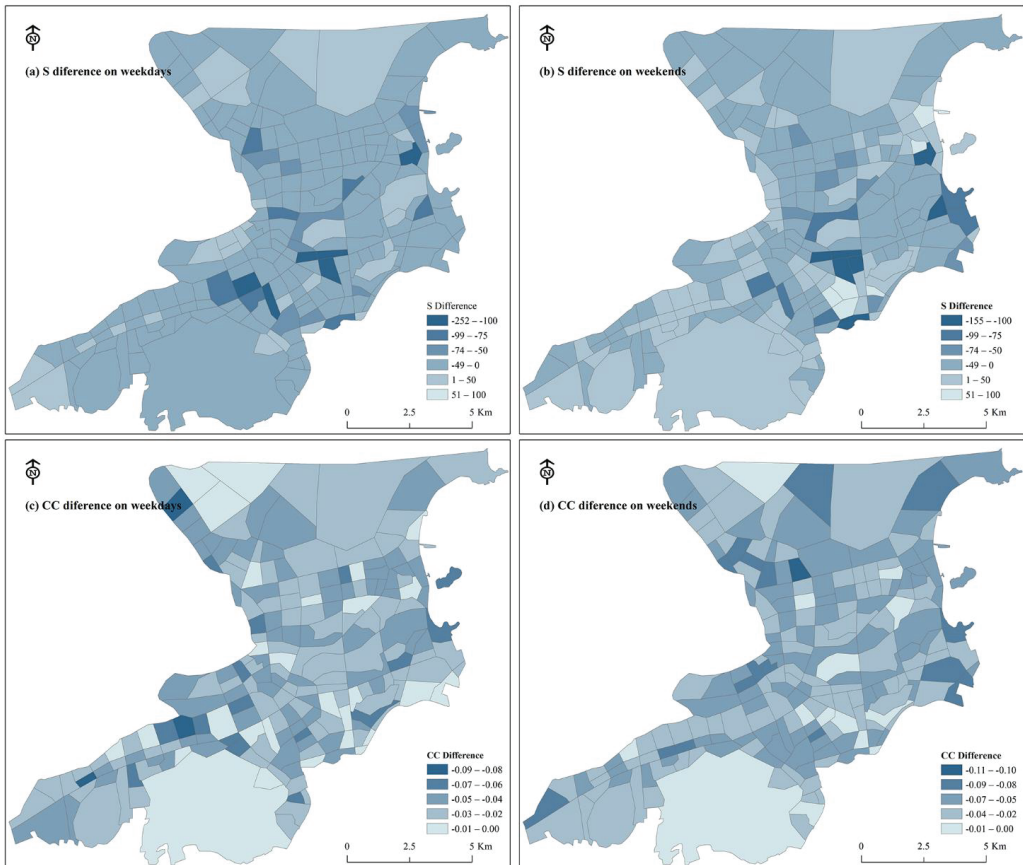 N
(a) S diference on weekdays
S Difference
-252 – -100
-99 – -75
-74 – -50
-49 – 0
1 – 50
51 – 100
0 2.5 5 Km
N
(b) S diference on weekends
S Difference
-155 – -100
-99 – -75
-74 – -50
-49 – 0
1 – 50
51 – 100
0 2.5 5 Km
N
(c) CC diference on weekdays
CC Difference
-0.09 – -0.08
-0.07 – -0.06
-0.05 – -0.04
-0.03 – -0.02
-0.01 – 0.00
0 2.5 5 Km
N
(d) CC diference on weekends
CC Difference
-0.11 – -0.10
-0.09 – -0.08
-0.07 – -0.05
-0.04 – -0.02
-0.01 – 0.00
0 2.5 5 Km